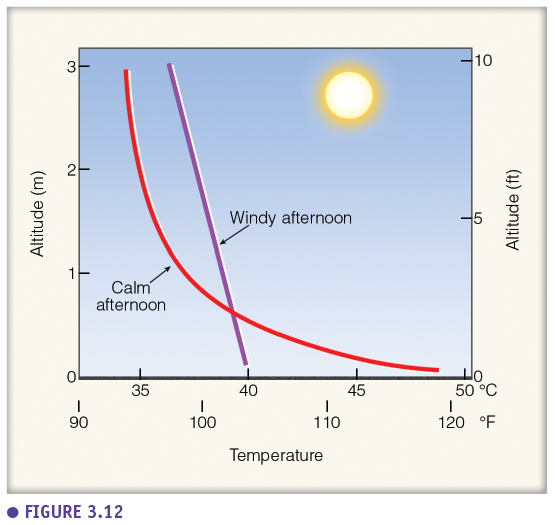 3
10
2
Altitude (m)
Altitude (ft)
Windy afternoon
5
1
Calm
afternoon
0
0
35
40
45
50 °C
90
100
110
120 °F
Temperature
● FIGURE 3.12